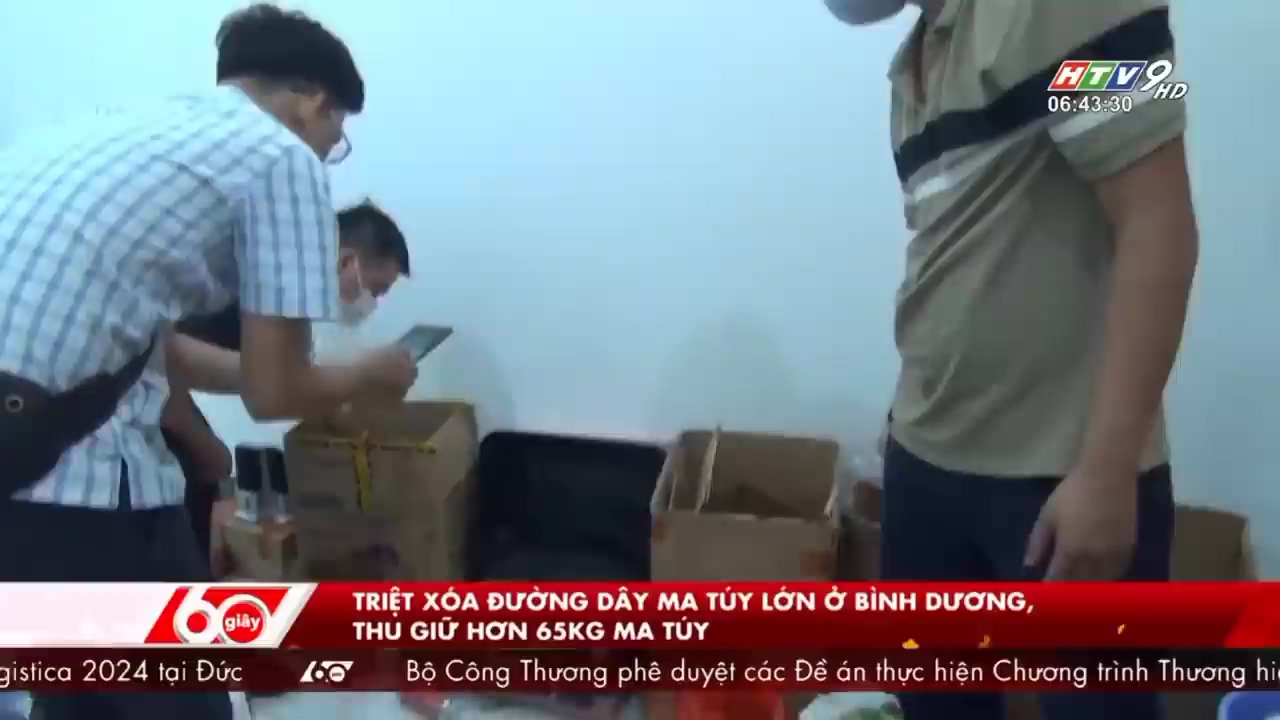 HTV9 HD
06:43:30
60 giây
TRIỆT XÓA ĐƯỜNG DÂY MA TÚY LỚN Ở BÌNH DƯƠNG,
THU GIỮ HƠN 65KG MA TÚY
gistica 2024 tại Đức 60 Bộ Công Thương phê duyệt các Đề án thực hiện Chương trình Thương hi